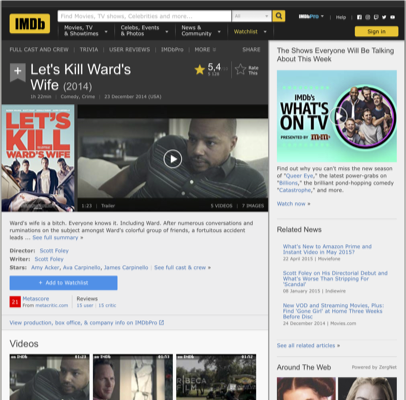 IMDb
Find Movies, TV shows, Celebrities and more...
All
Movies, TV
& Showtimes
Celebs, Events
& Photos
News &
Community
Watchlist
IMDbPro
Help
Sign in
FULL CAST AND CREW | TRIVIA | USER REVIEWS | IMDbPro | MORE
SHARE
Let's Kill Ward's
Wife (2014)
1h 22min | Comedy, Crime | 23 December 2014 (USA)
5,4
Rate
This
LET'S
KILL
WARD'S
WIFE
1:23 | Trailer
5 VIDEOS | 7 IMAGES
Ward's wife is a bitch. Everyone knows it. Including Ward. After numerous conversations and
ruminations on the subject amongst Ward's colorful group of friends, a fortuitous accident
leads ... See full summary »
Director: Scott Foley
Writer: Scott Foley
Stars: Amy Acker, Ava Carpinello, James Carpinello | See full cast & crew »
+ Add to Watchlist
21
Metascore
From metacritic.com
Reviews
15 user | 15 critic
View production, box office, & company info on IMDbPro
Videos
The Shows Everyone Will Be Talking
About This Week
IMDb's
WHAT'S
ON TV
PRESENTED BY m&m's
Find out why you can't miss the new season
of "Queer Eye," the latest power-grabs on
"Billions," the brilliant pond-hopping comedy
"Catastrophe," and more.
Watch now »
Related News
What's New to Amazon Prime and
Instant Video in May 2015?
22 April 2015 | Moviefone
Scott Foley on His Directorial Debut and
What's Worse Than Stripping For
'Scandal'
08 January 2015 | Indiewire
New VOD and Streaming Movies, Plus:
Find 'Gone Girl' at Home Three Weeks
Before Disc
24 December 2014 | Movies.com
See all related articles »
Around The Web
Powered by ZergNet